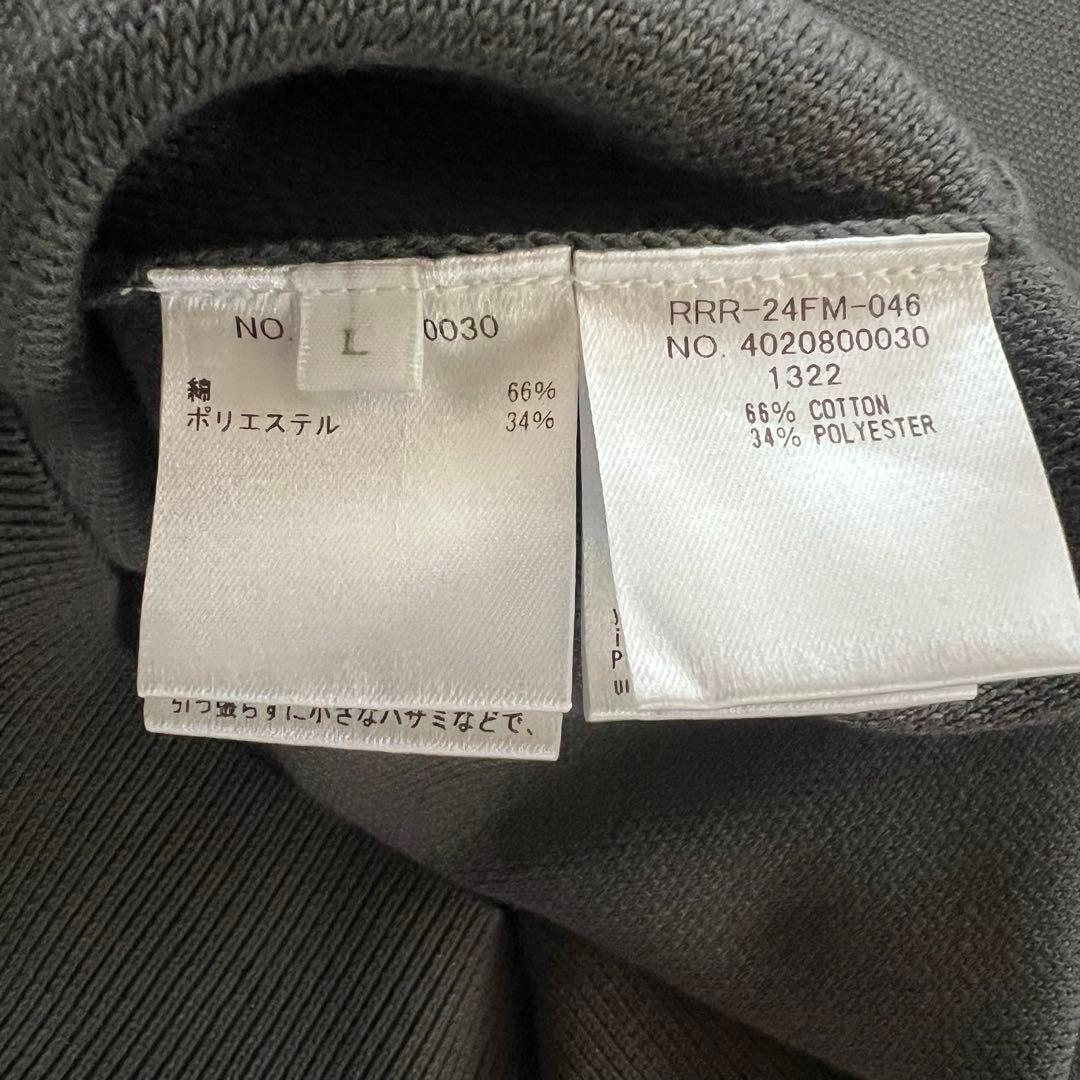 NO. 0030
L
綿 66%
ポリエステル 34%
引っ張らずに小さなハサミなどで、
RRR-24FM-046
NO. 4020800030
1322
66% COTTON
34% POLYESTER